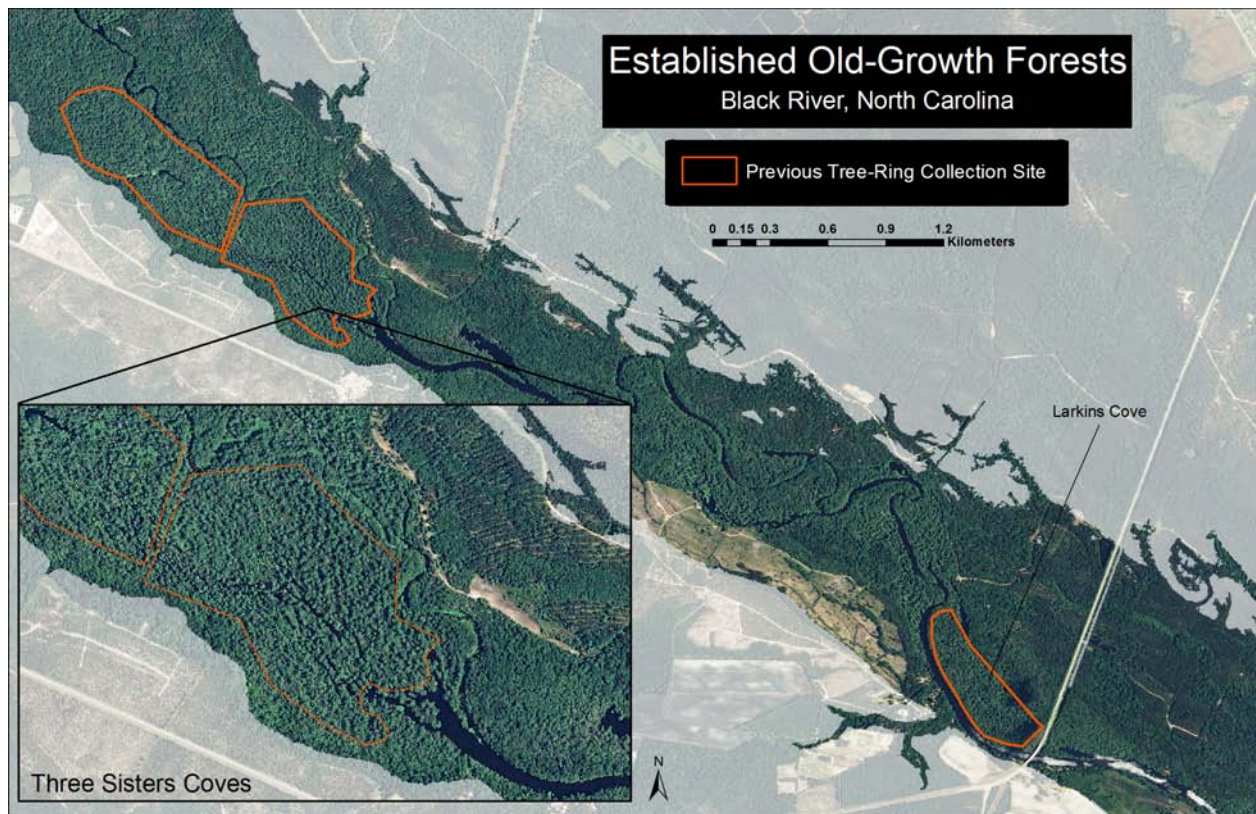 Established Old-Growth Forests
Black River, North Carolina
Previous Tree-Ring Collection Site
0 0.15 0.3 0.6 0.9 1.2
Kilometers
Larkins Cove
Three Sisters Coves
N